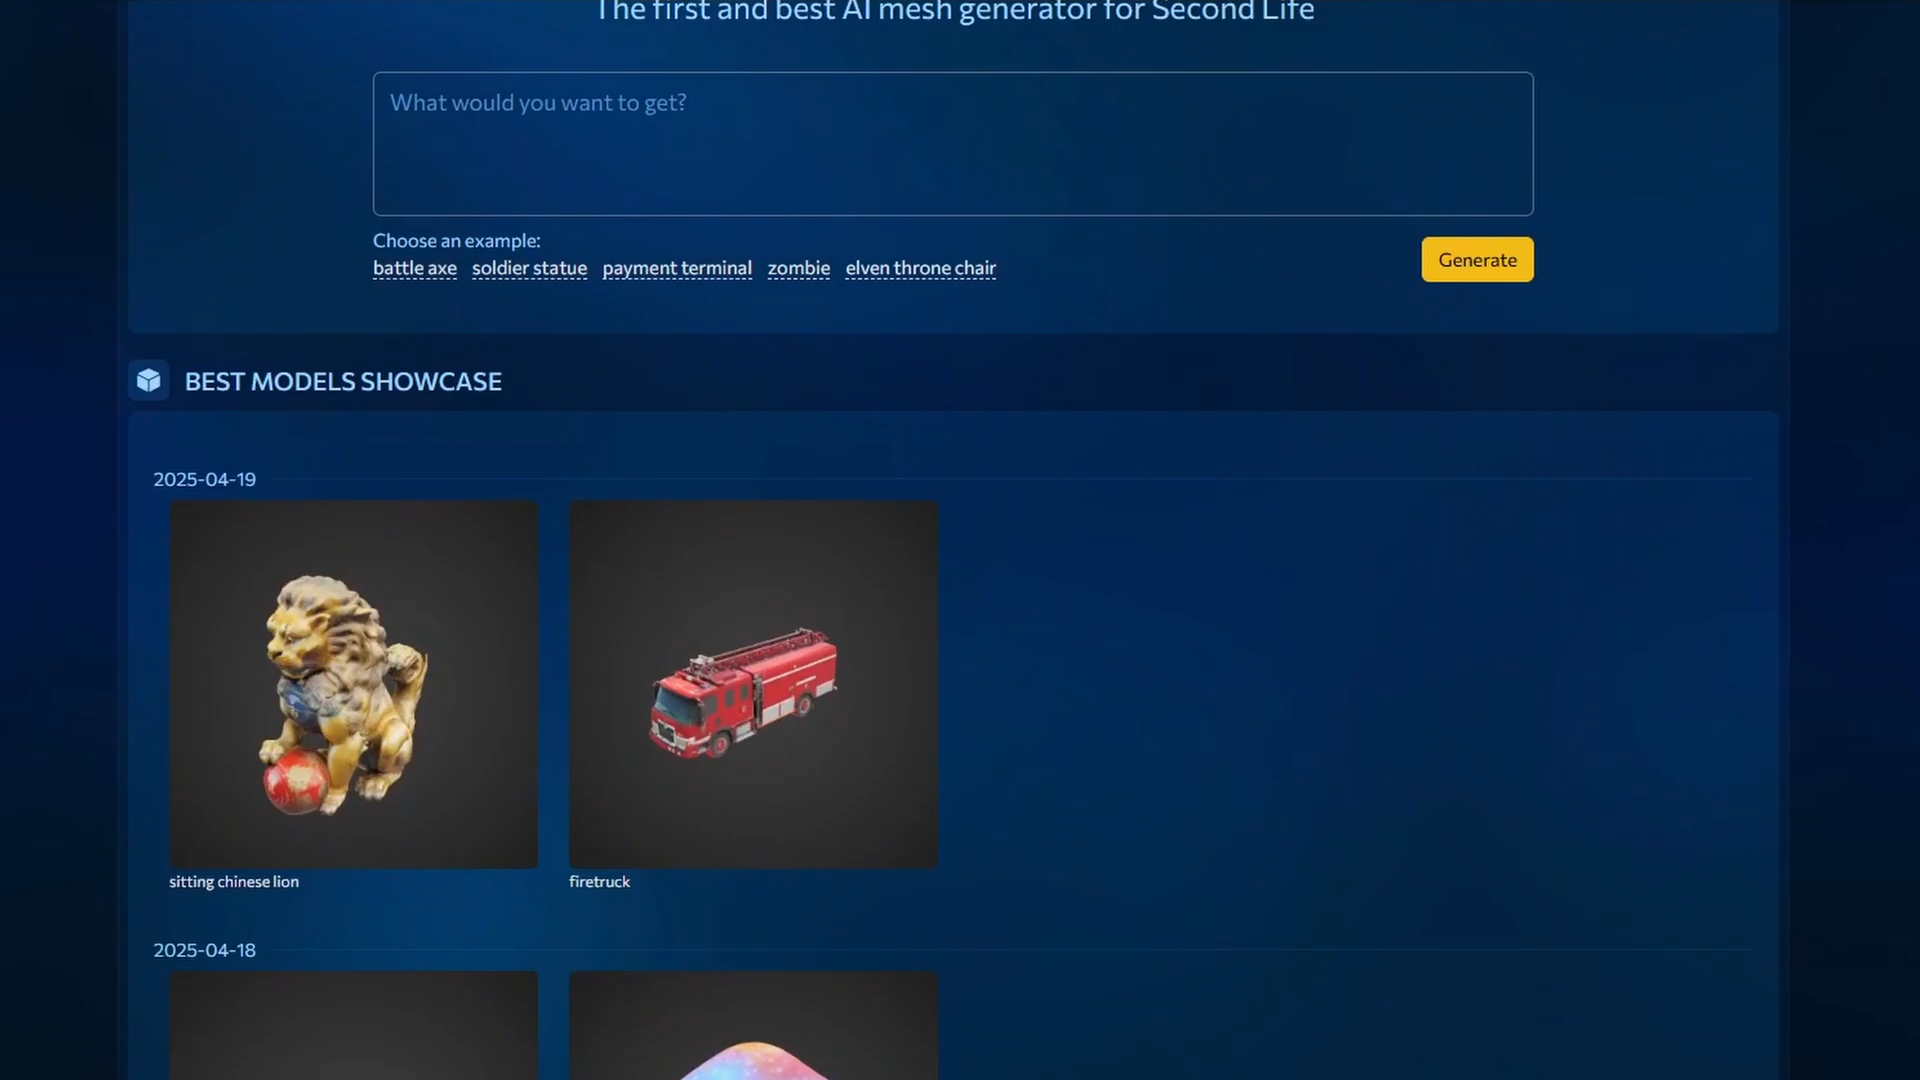 The first and best AI mesh generator for Second Life
What would you want to get?
Choose an example:
battle axe soldier statue payment terminal zombie elven throne chair
Generate
BEST MODELS SHOWCASE
2025-04-19
sitting chinese lion firetruck
2025-04-18